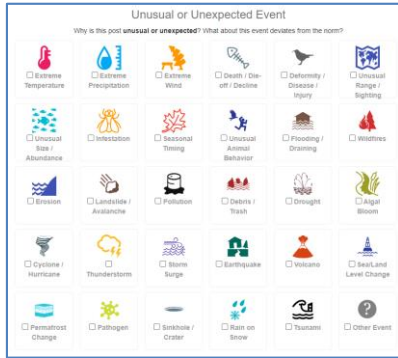 Unusual or Unexpected Event
Why is this post unusual or unexpected? What about this event deviates from the norm?
Extreme Temperature
Extreme Precipitation
Extreme Wind
Death / Die-off / Decline
Deformity / Disease / Injury
Unusual Range / Sighting
Unusual Size / Abundance
Infestation
Seasonal Timing
Unusual Animal Behavior
Flooding / Draining
Wildfires
Erosion
Landslide / Avalanche
Pollution
Debris / Trash
Drought
Algal Bloom
Cyclone / Hurricane
Thunderstorm
Storm Surge
Earthquake
Volcano
Sea/Land Level Change
Permafrost Change
Pathogen
Sinkhole / Crater
Rain on Snow
Tsunami
? Other Event